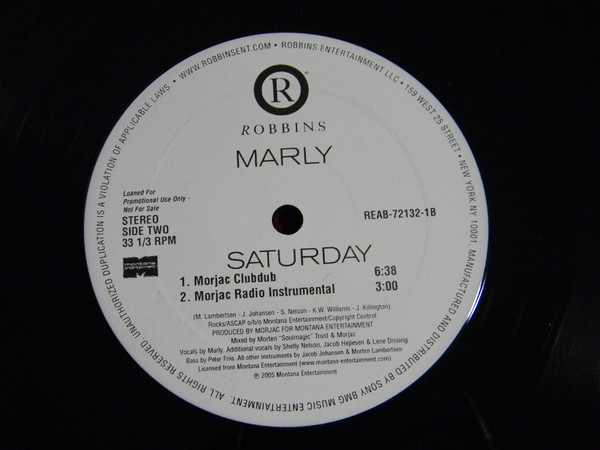 WWW.ROBBINSENT.COM • ROBBINS ENTERTAINMENT LLC • 159 WEST 25 STREET • NEW YORK NY 10001. MANUFACTURED AND DISTRIBUTED BY SONY BMG MUSIC ENTERTAINMENT. ALL RIGHTS RESERVED. UNAUTHORIZED DUPLICATION IS A VIOLATION OF APPLICABLE LAWS. •
R
ROBBINS
MARLY
Loaned For
Promotional Use Only -
Not For Sale
STEREO
SIDE TWO
33 1/3 RPM
REAB-72132-1B
montana
entertainment
SATURDAY
1. Morjac Clubdub 6:38
2. Morjac Radio Instrumental 3:00
(M. Lambertsen - J. Johansen - S. Nelson - K.W. Williams - J. Killington)
Rocks/ASCAP o/b/o Montana Entertainment/Copyright Control
PRODUCED BY MORJAC FOR MONTANA ENTERTAINMENT
Mixed by Morten "Soulmagic" Trust & Morjac
Vocals by Marly. Additional vocals by Shelly Nelson, Jacob Hejlesen & Lene Dissing
Bass by Peter Friis. All other instruments by Jacob Johansen & Morten Lambertsen
Licensed from Montana Entertainment (www.montana-entertainment.com)
℗ 2005 Montana Entertainment